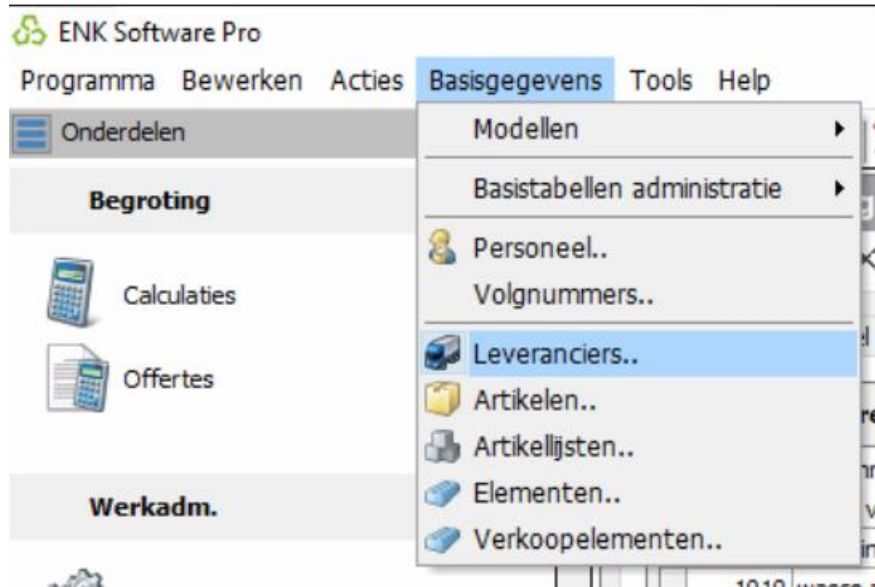 ENK Software Pro
Programma Bewerken Acties Basisgegevens Tools Help
Onderdelen
Modellen
Basistabellen administratie
Begroting
Personeel..
Volgnummers..
Calculaties
Leveranciers..
Offertes
Artikelen..
Artikellijsten..
Elementen..
Werkadm.
Verkoopelementen..